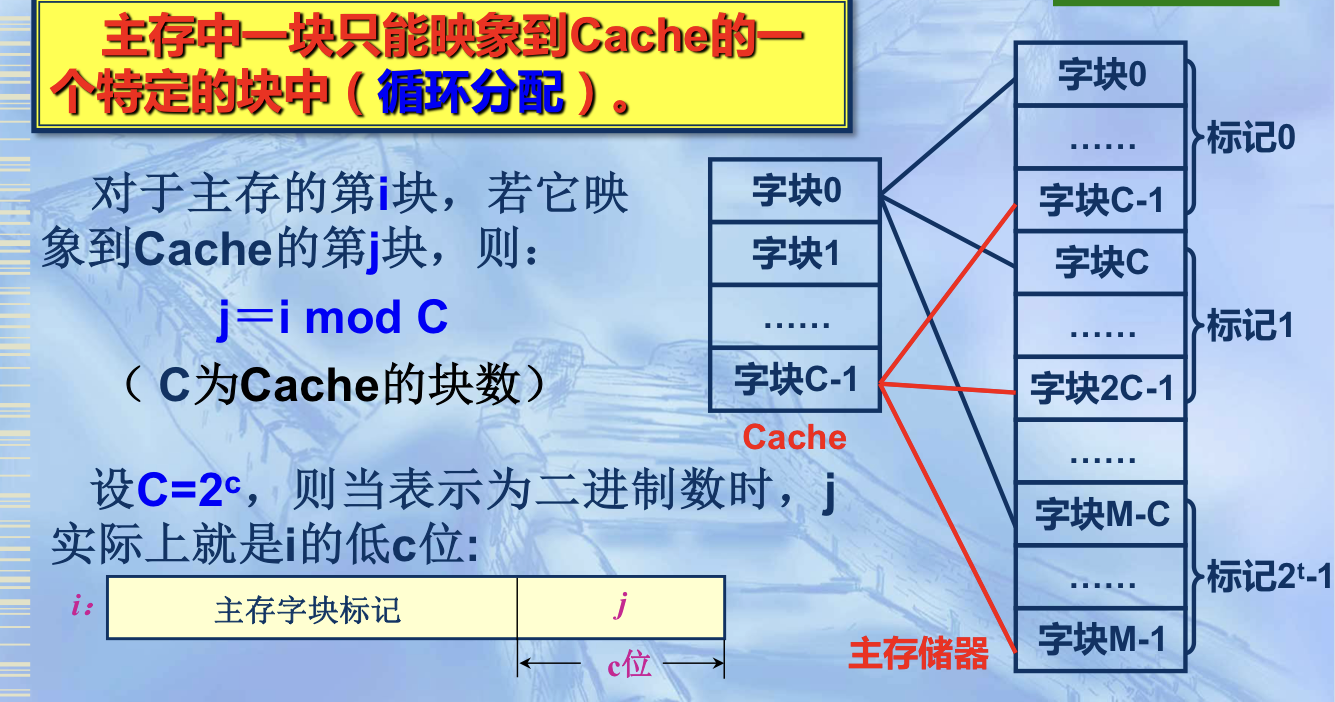 主存中一块只能映象到Cache的一
个特定的块中（循环分配）。
对于主存的第i块，若它映
象到Cache的第j块，则：
j＝i mod C
（ C为Cache的块数）
设C=2ᶜ，则当表示为二进制数时，j
实际上就是i的低c位:
i：
主存字块标记
j
c位
字块0
字块1
……
字块C-1
Cache
字块0
……
字块C-1
标记0
字块C
……
字块2C-1
标记1
……
字块M-C
……
字块M-1
标记2ᵗ-1
主存储器